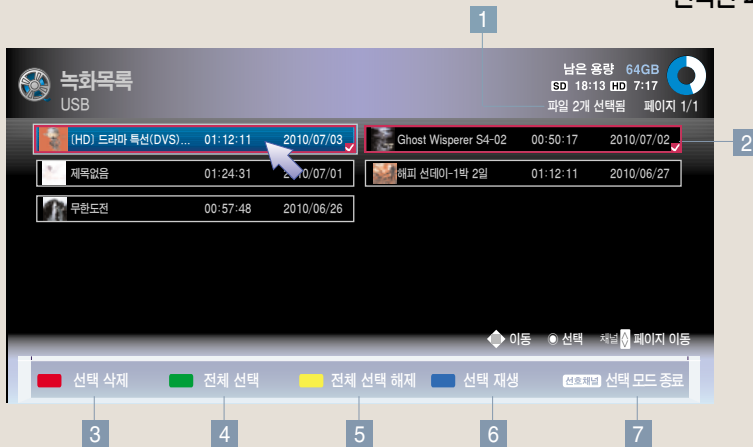 1
녹화목록
USB
남은 용량 64GB
SD 18:13 HD 7:17
파일 2개 선택됨 페이지 1/1
[HD] 드라마 특선(DVS)... 01:12:11 2010/07/03
Ghost Wisperer S4-02 00:50:17 2010/07/02
2
제목없음 01:24:31 2010/07/01
해피 선데이-1박 2일 01:12:11 2010/06/27
무한도전 00:57:48 2010/06/26
이동 선택 채널 페이지 이동
선택 삭제 전체 선택 전체 선택 해제 선택 재생 선호채널 선택 모드 종료
3 4 5 6 7